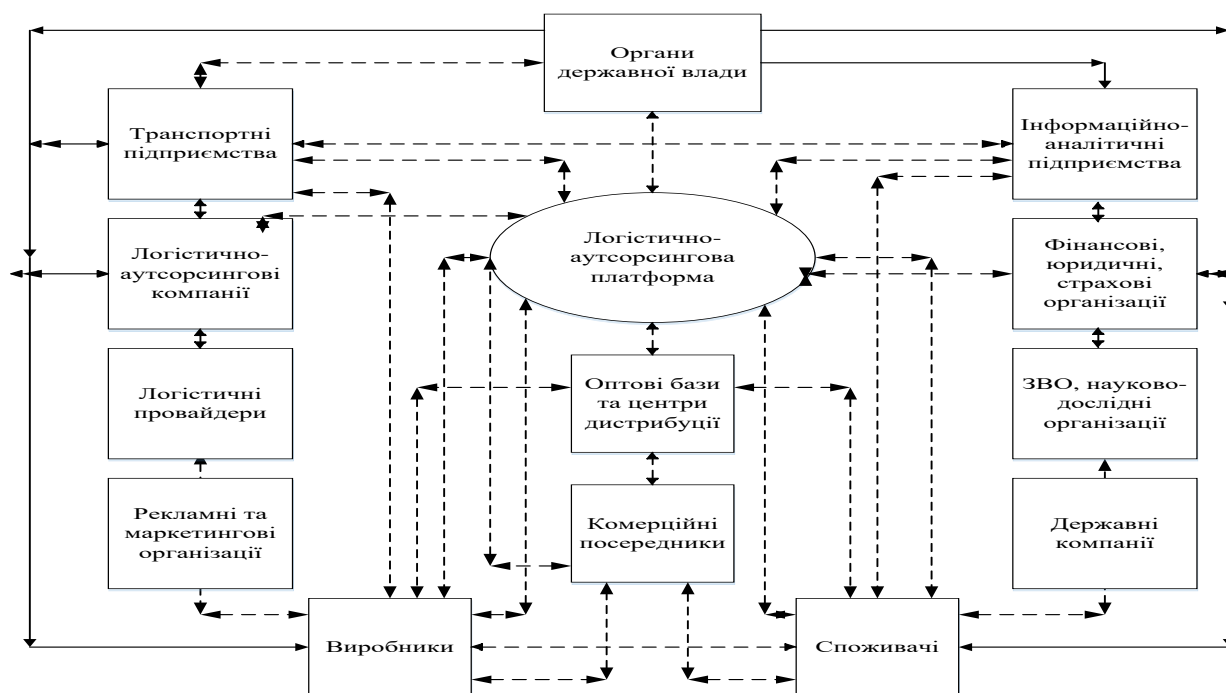 Органи
державної влади
Транспортні
підприємства
Інформаційно-
аналітичні
підприємства
Логістично-
аутсорсингові
компанії
Логістично-
аутсорсингова
платформа
Фінансові,
юридичні,
страхові
організації
Логістичні
провайдери
Оптові бази
та центри
дистрибуції
ЗВО, науково-
дослідні
організації
Рекламні та
маркетингові
організації
Комерційні
посередники
Державні
компанії
Виробники
Споживачі